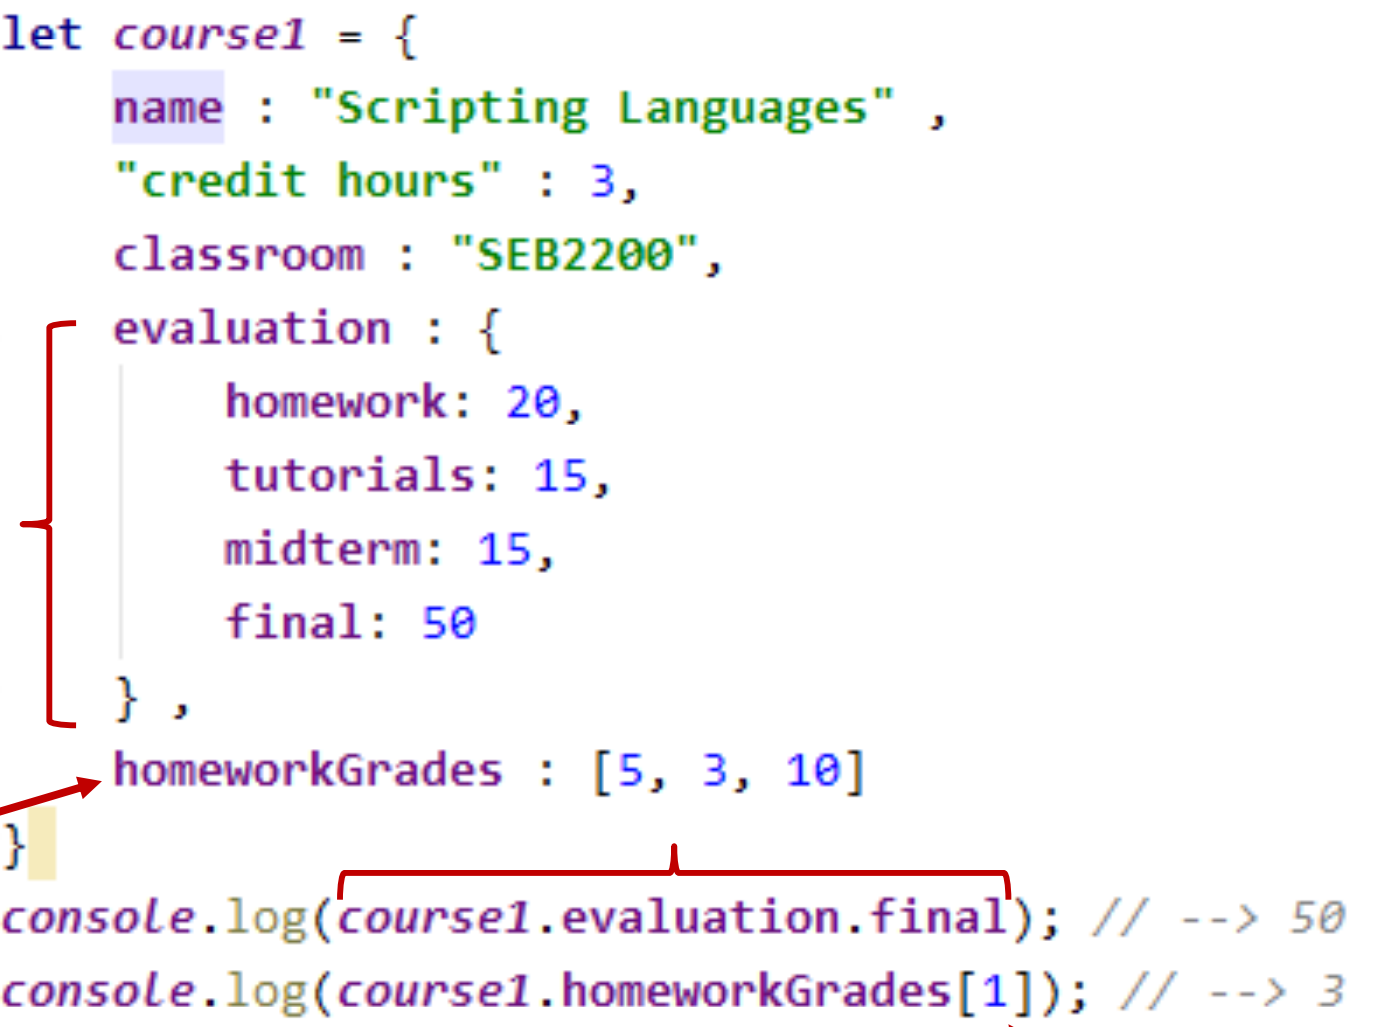 let course1 = {
    name : "Scripting Languages" ,
    "credit hours" : 3,
    classroom : "SEB2200",
    evaluation : {
        homework: 20,
        tutorials: 15,
        midterm: 15,
        final: 50
    } ,
    homeworkGrades : [5, 3, 10]
}
console.log(course1.evaluation.final); // --> 50
console.log(course1.homeworkGrades[1]); // --> 3